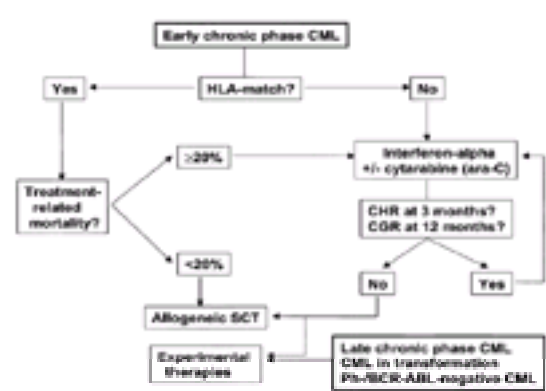 Early chronic phase CML
Yes
HLA-match?
No
≥20%
Interferon-alpha
+/- cytarabine (ara-C)
Treatment-
related
mortality?
CHR at 3 months?
CGR at 12 months?
<20%
No
Yes
Allogeneic SCT
Experimental
therapies
Late chronic phase CML
CML in transformation
Ph-/BCR-ABL-negative CML